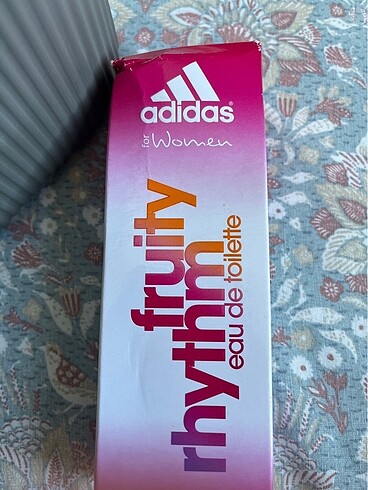 adidas®
for Women
fruity
rhythm
eau de toilette